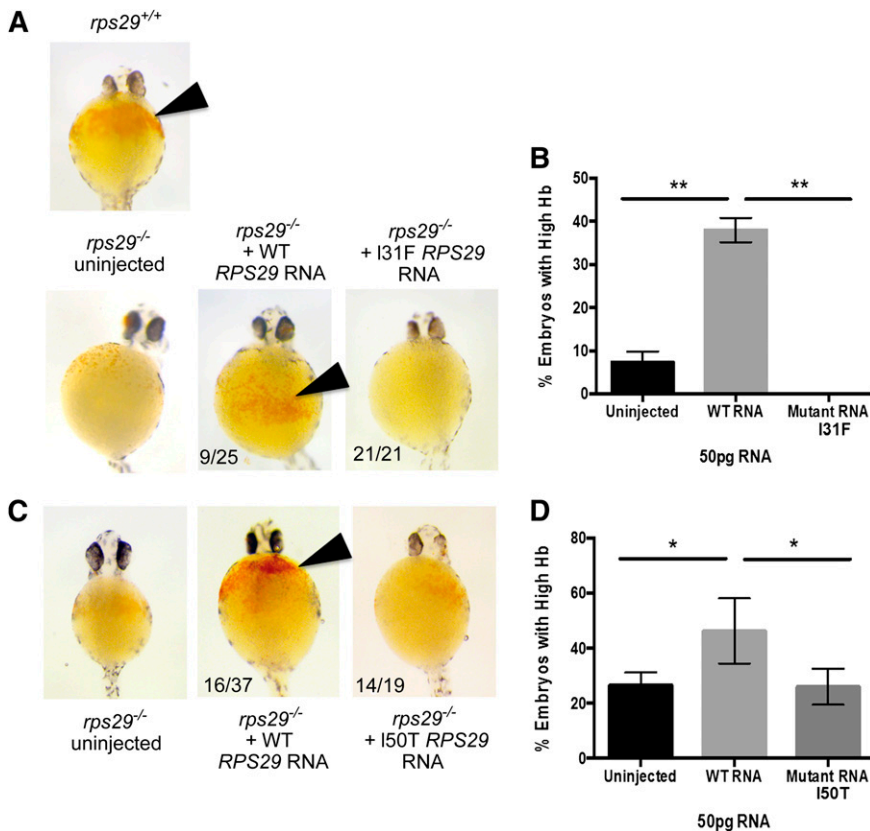 A
rps29+/+
rps29-/-
uninjected
rps29-/-
+ WT
RPS29 RNA
rps29-/-
+ I31F RPS29
RNA
9/25
21/21
B
% Embryos with High Hb
50
40
30
20
10
0
**
**
Uninjected
WT RNA
Mutant RNA
I31F
50pg RNA
C
16/37
14/19
rps29-/-
uninjected
rps29-/-
+ WT
RPS29 RNA
rps29-/-
+ I50T RPS29
RNA
D
% Embryos with High Hb
80
60
40
20
0
*
*
Uninjected
WT RNA
Mutant RNA
I50T
50pg RNA